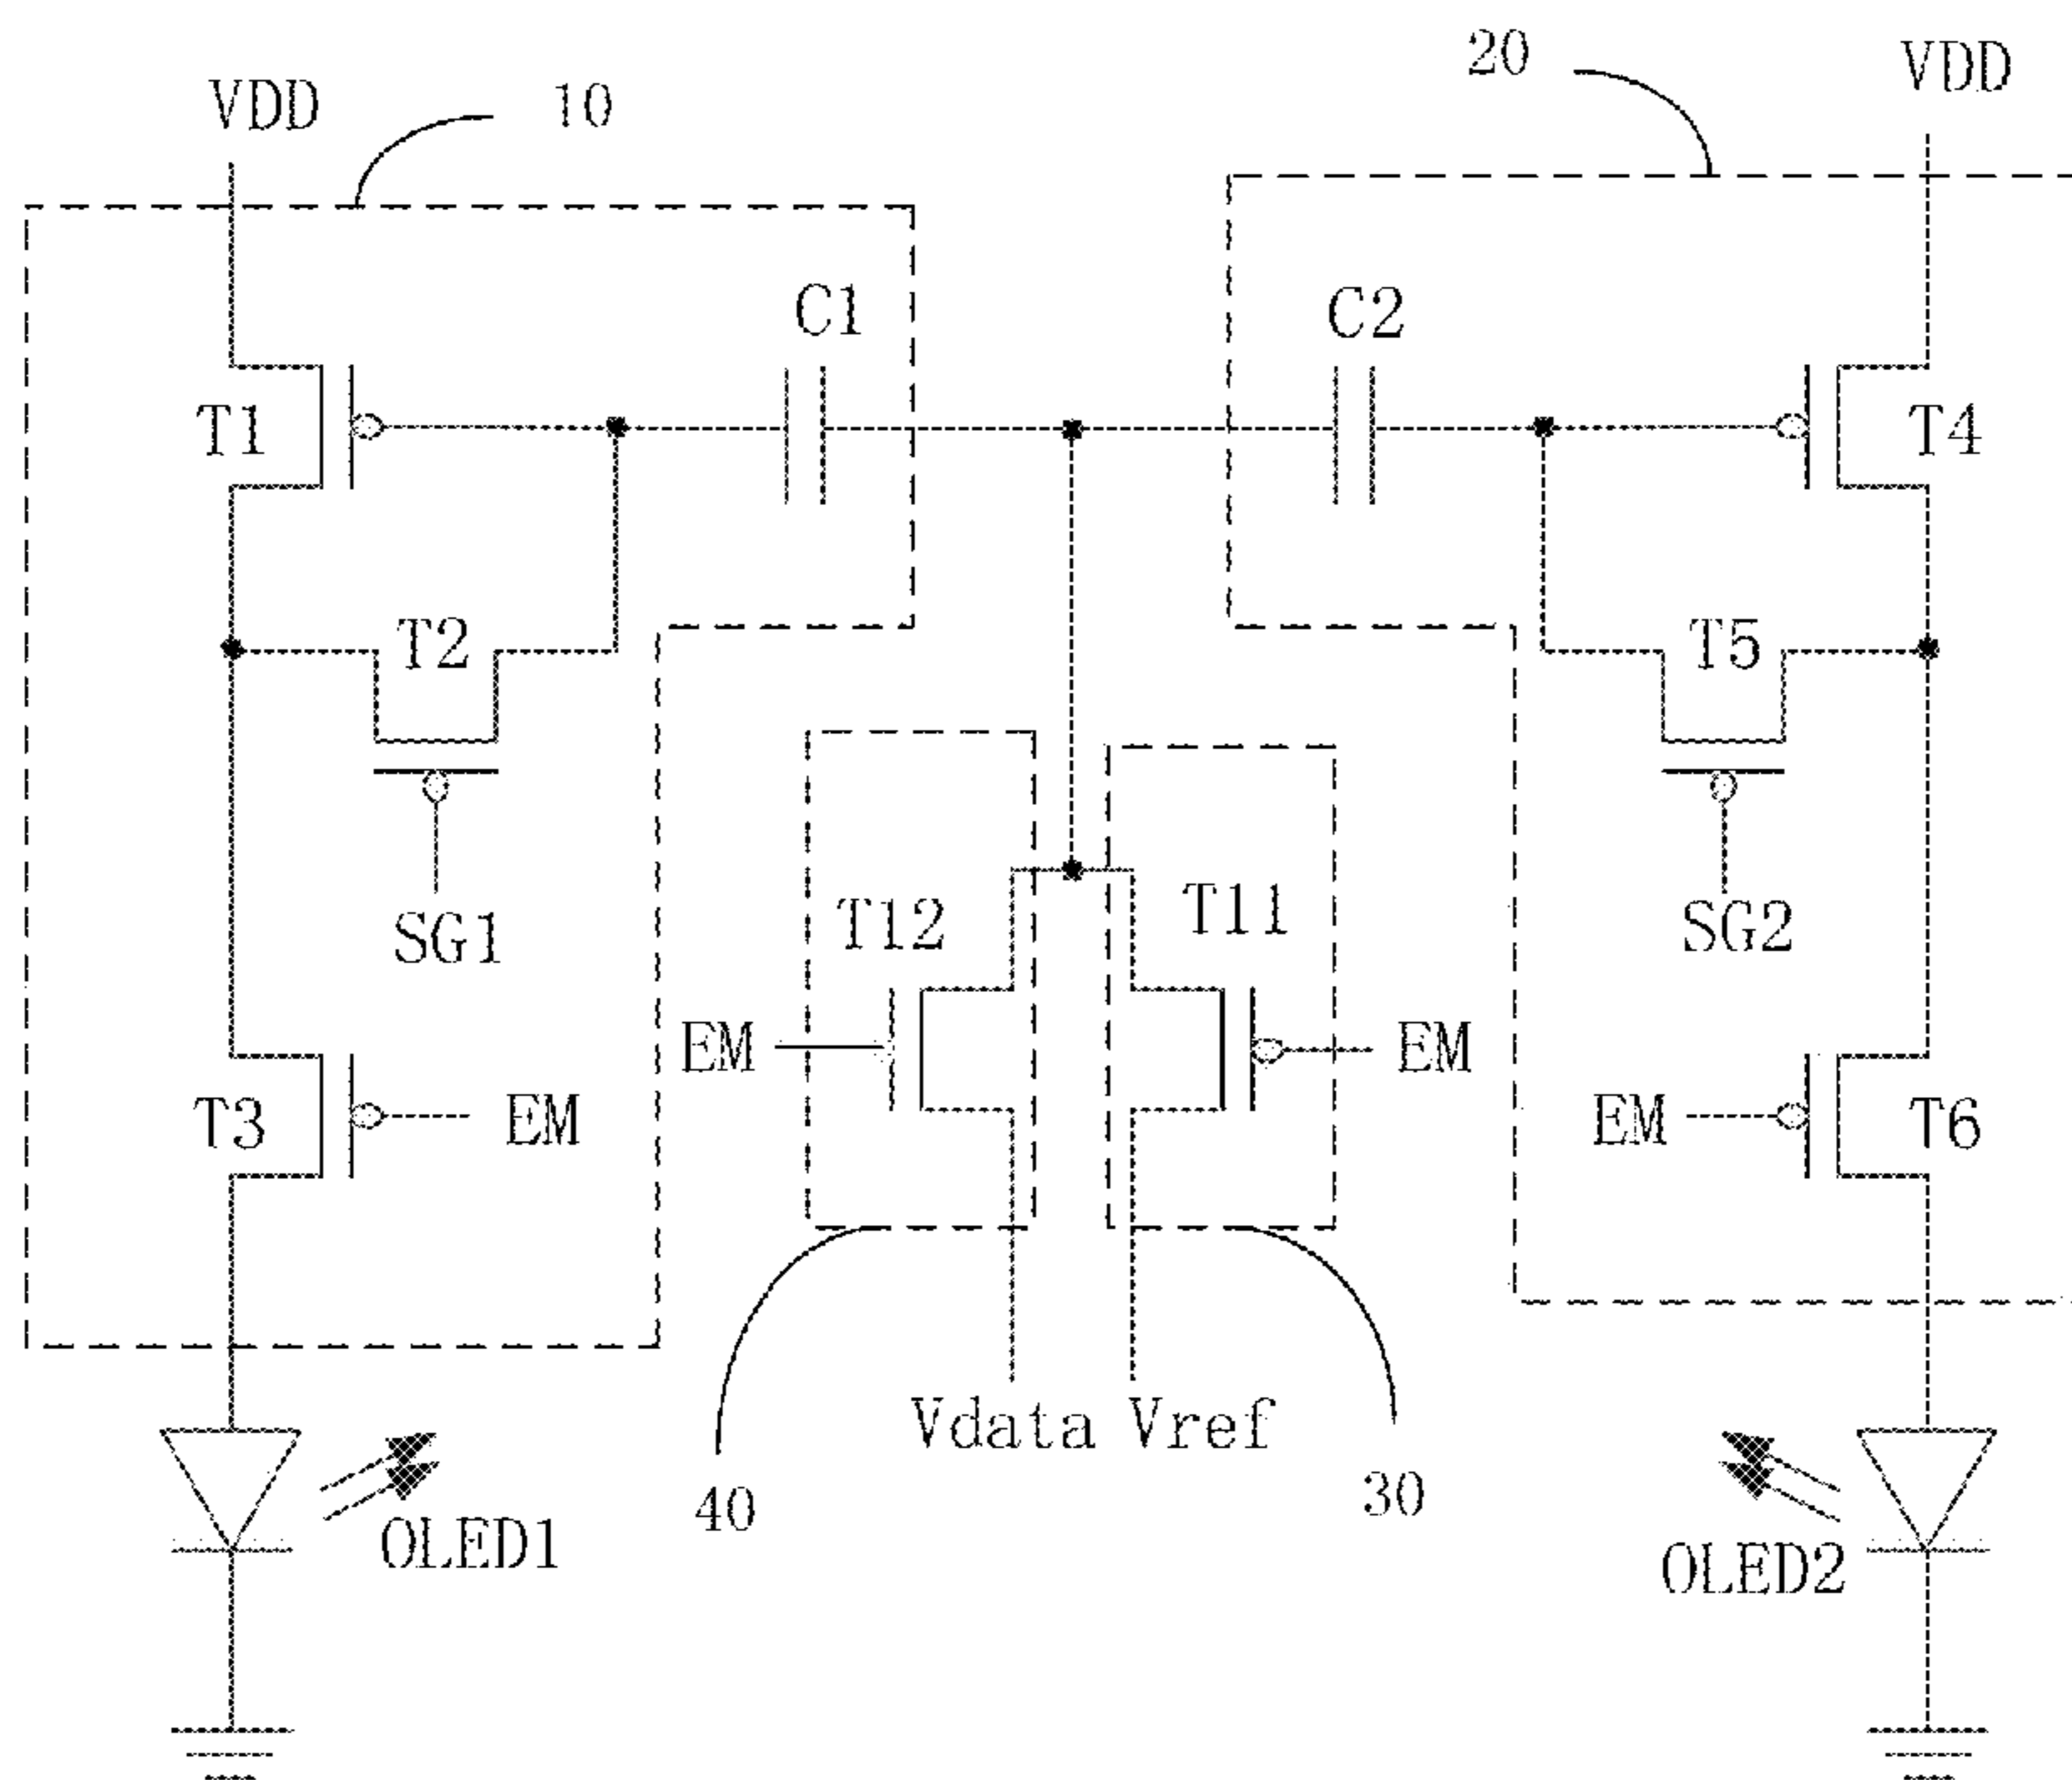 20
VDD
VDD
10
C1
C2
T1
T4
T2
T5
T12
T11
SG1
SG2
EM
EM
T3
EM
EM
T6
Vdata
Vref
40
30
OLED1
OLED2